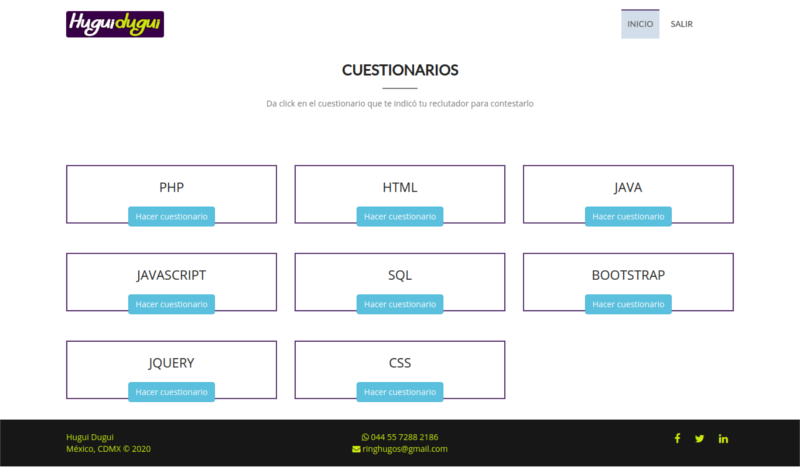 Huguidugui
INICIO
SALIR
CUESTIONARIOS
Da click en el cuestionario que te indicó tu reclutador para contestarlo
PHP
HTML
JAVA
Hacer cuestionario
Hacer cuestionario
Hacer cuestionario
JAVASCRIPT
SQL
BOOTSTRAP
Hacer cuestionario
Hacer cuestionario
Hacer cuestionario
JQUERY
CSS
Hacer cuestionario
Hacer cuestionario
Hugui Dugui
México, CDMX © 2020
044 55 7288 2186
ringhugos@gmail.com